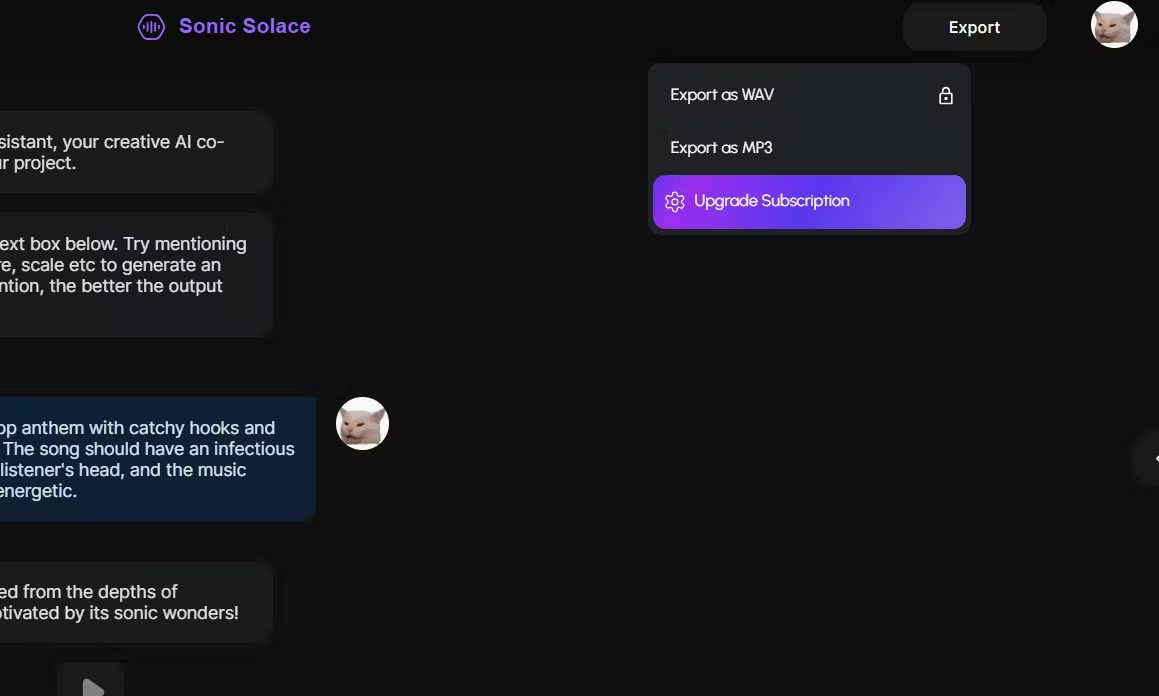 Sonic Solace
Export
Export as WAV
Export as MP3
Upgrade Subscription
sistant, your creative AI co-
r project.
ext box below. Try mentioning
e, scale etc to generate an
ntion, the better the output
op anthem with catchy hooks and
The song should have an infectious
listener's head, and the music
energetic.
ed from the depths of
tivated by its sonic wonders!